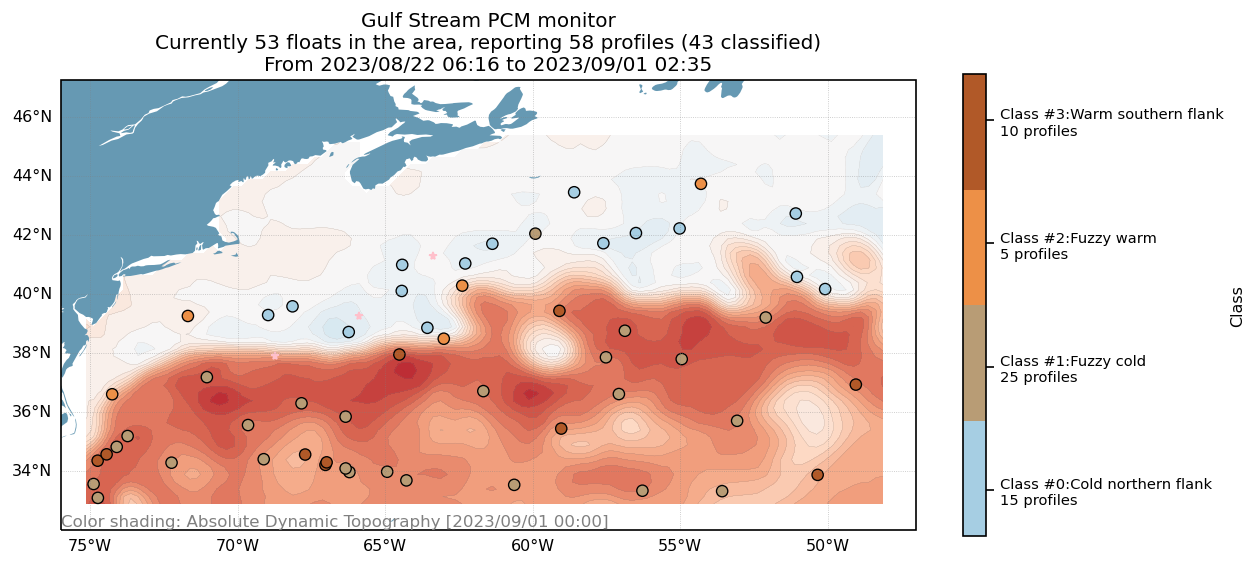 Gulf Stream PCM monitor
Currently 53 floats in the area, reporting 58 profiles (43 classified)
From 2023/08/22 06:16 to 2023/09/01 02:35
46°N
44°N
42°N
40°N
38°N
36°N
34°N
Color shading: Absolute Dynamic Topography [2023/09/01 00:00]
75°W
70°W
65°W
60°W
55°W
50°W
Class #3:Warm southern flank
10 profiles
Class #2:Fuzzy warm
5 profiles
Class #1:Fuzzy cold
25 profiles
Class #0:Cold northern flank
15 profiles
Class